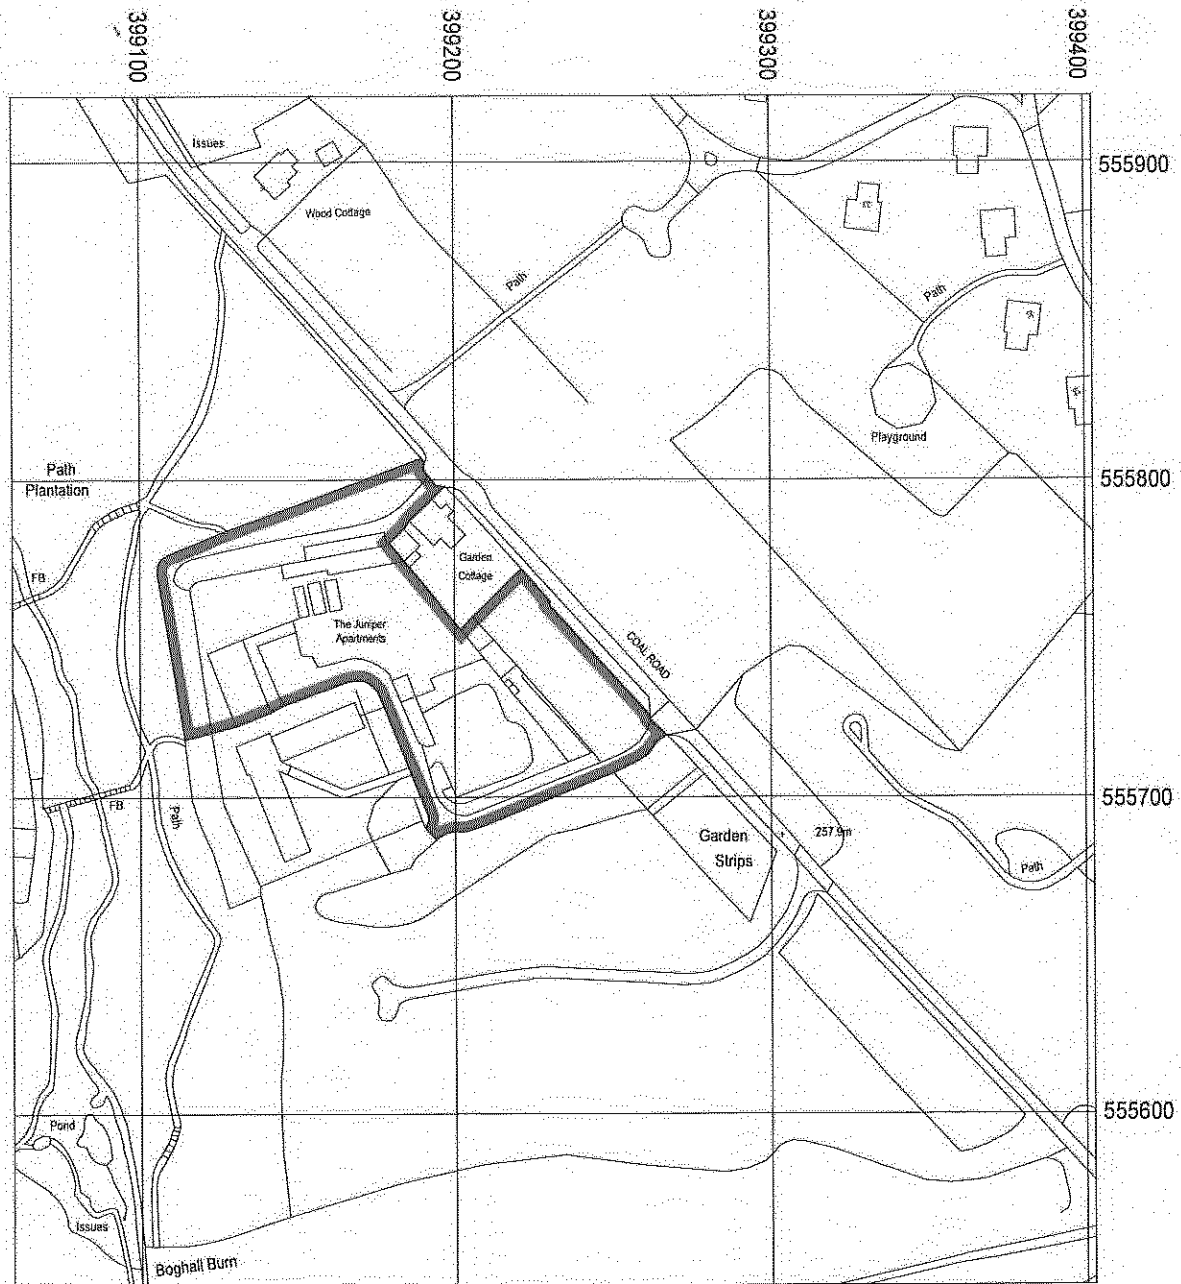 399100
399200
399300
399400
Issues
555900
Wood Cottage
Path
Path
Playground
Path
Plantation
555800
FB
Garden
Cottage
The Juniper
Apartments
COAL ROAD
FB
Path
555700
Garden
Strips
257.9m
Path
555600
Pond
Issues
Boghall Burn